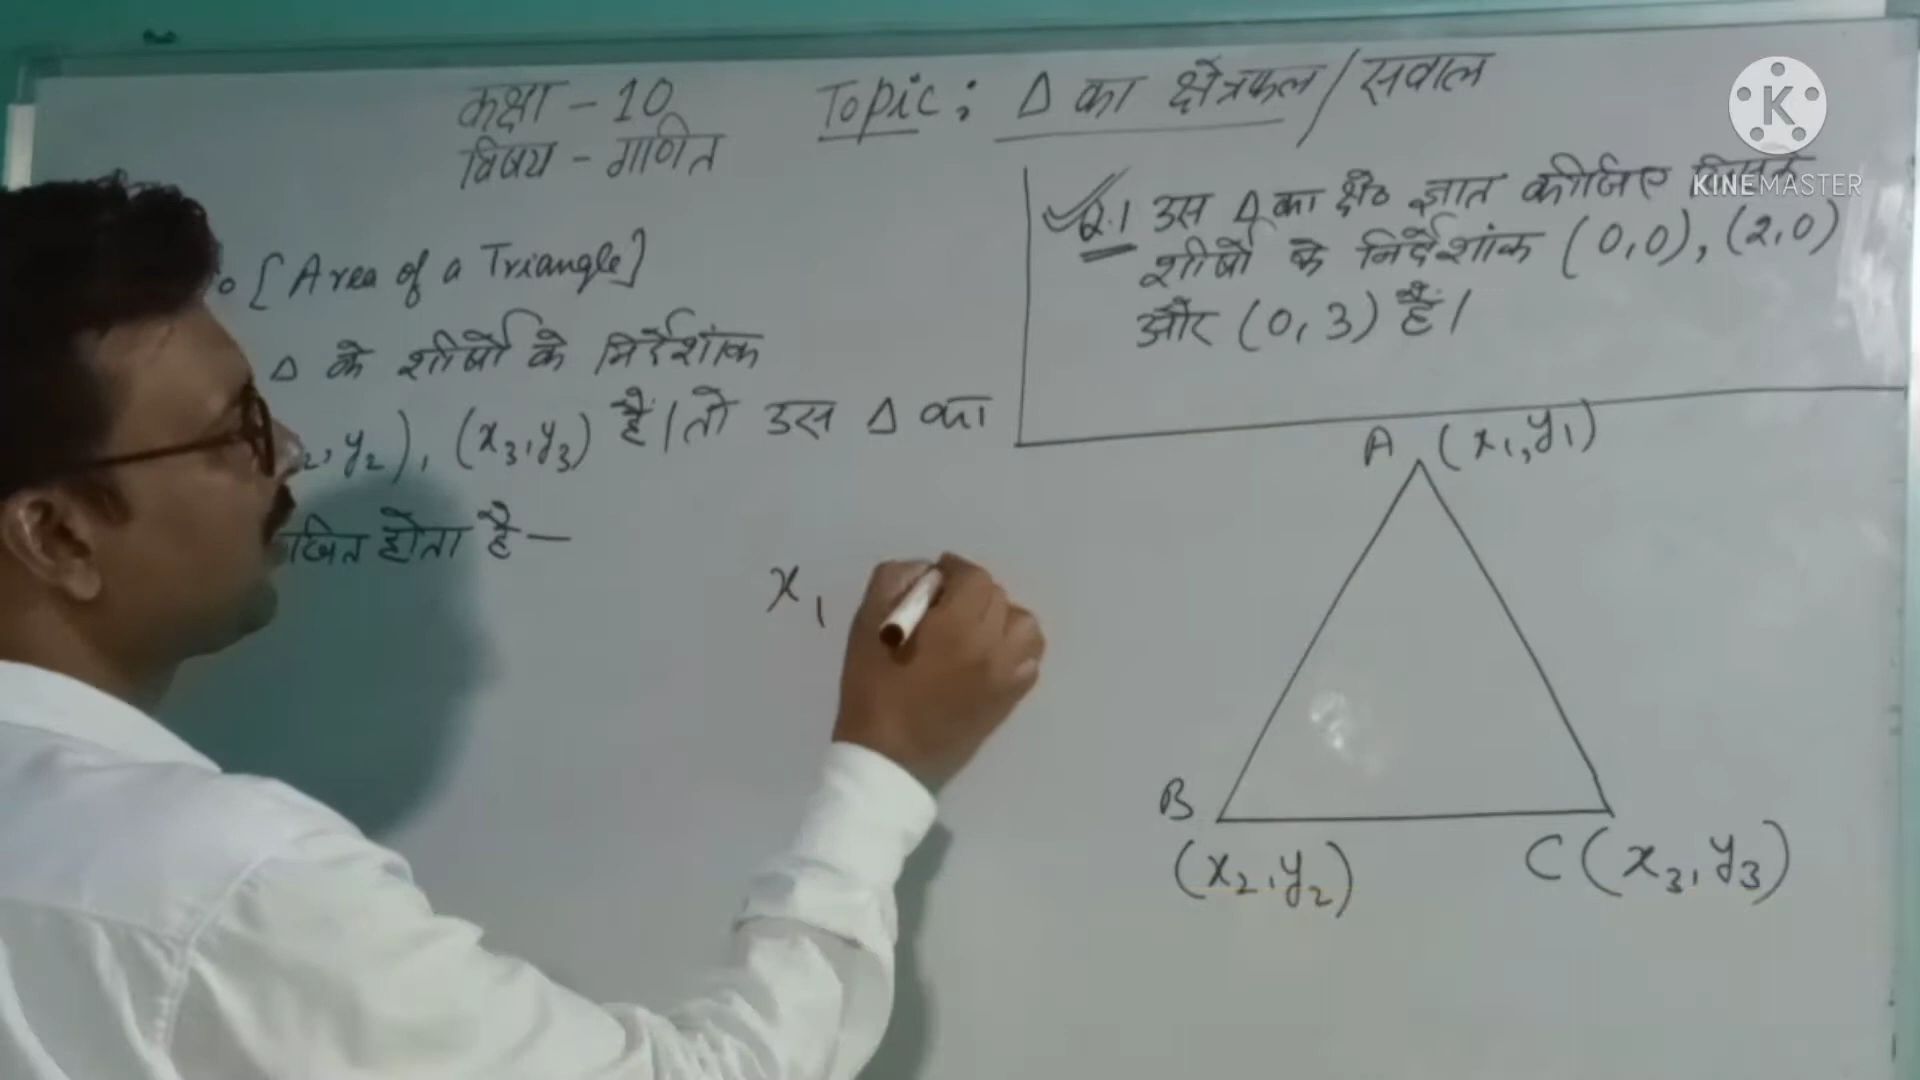 कक्षा - 10
विषय - गणित
Topic: Δ का क्षेत्रफल / सवाल
K
KINEMASTER
Q.1 उस Δ का क्षे० ज्ञात कीजिए
शीर्षों के निर्देशांक (0,0), (2,0)
और (0,3) हैं।
[Area of a Triangle]
Δ के शीर्षों के निर्देशांक
2, y2), (x3, y3) हैं। तो उस Δ का
होता है —
x1
A (x1, y1)
B
(x2, y2)
C (x3, y3)